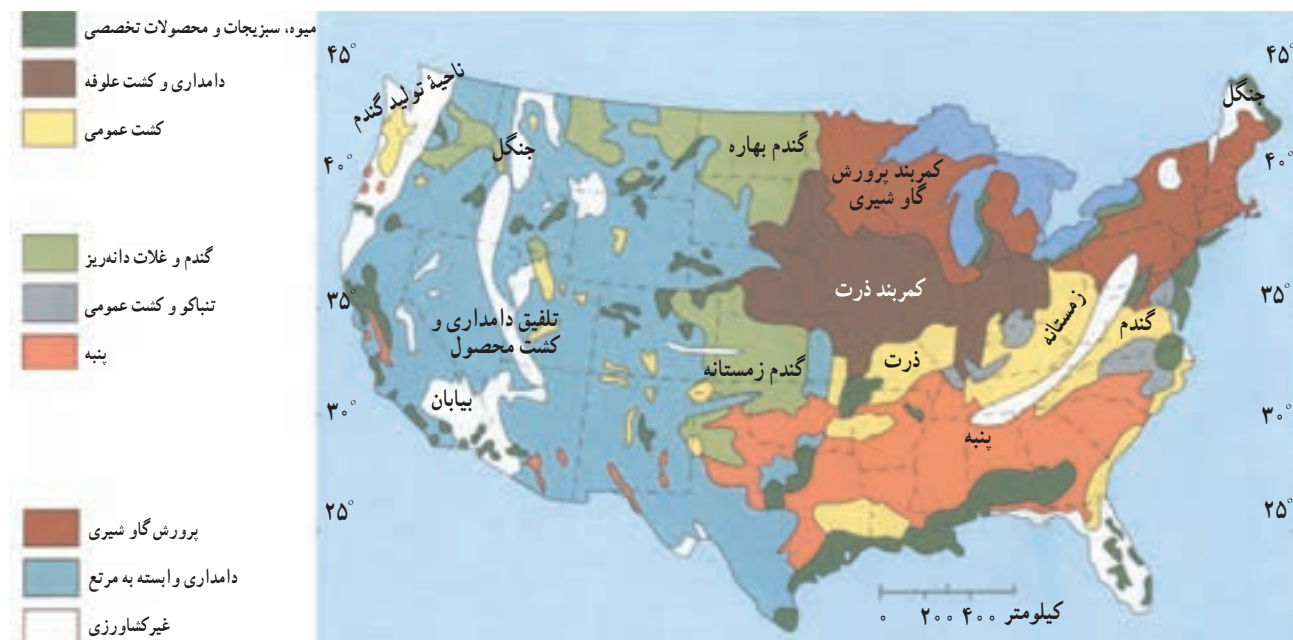 میوه، سبزیجات و محصولات تخصصی
دامداری و کشت علوفه
کشت عمومی
گندم و غلات دانه‌ریز
تنباکو و کشت عمومی
پنبه
پرورش گاو شیری
دامداری وابسته به مرتع
غیرکشاورزی
۴۵°
۴۰°
۳۵°
۳۰°
۲۵°
۴۵°
۴۰°
۳۵°
۳۰°
۲۵°
ناحیهٔ تولید گندم
جنگل
جنگل
گندم بهاره
کمربند پرورش
گاو شیری
کمربند ذرت
تلفیق دامداری و
کشت محصول
زمستانه
گندم
ذرت
گندم زمستانه
بیابان
پنبه
کیلومتر ۴۰۰ ۲۰۰ ۰